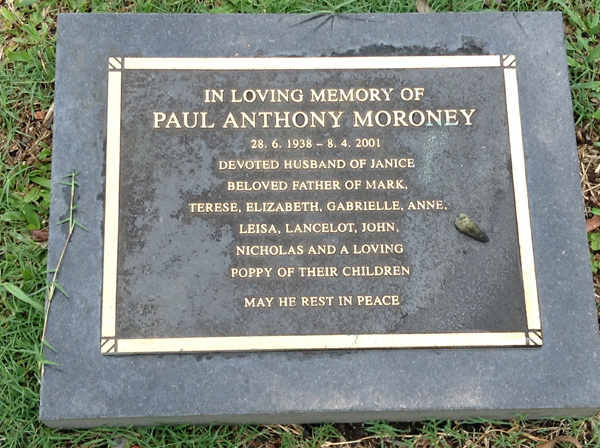 IN LOVING MEMORY OF
PAUL ANTHONY MORONEY
28. 6. 1938 – 8. 4. 2001
DEVOTED HUSBAND OF JANICE
BELOVED FATHER OF MARK,
TERESE, ELIZABETH, GABRIELLE, ANNE,
LEISA, LANCELOT, JOHN,
NICHOLAS AND A LOVING
POPPY OF THEIR CHILDREN
MAY HE REST IN PEACE